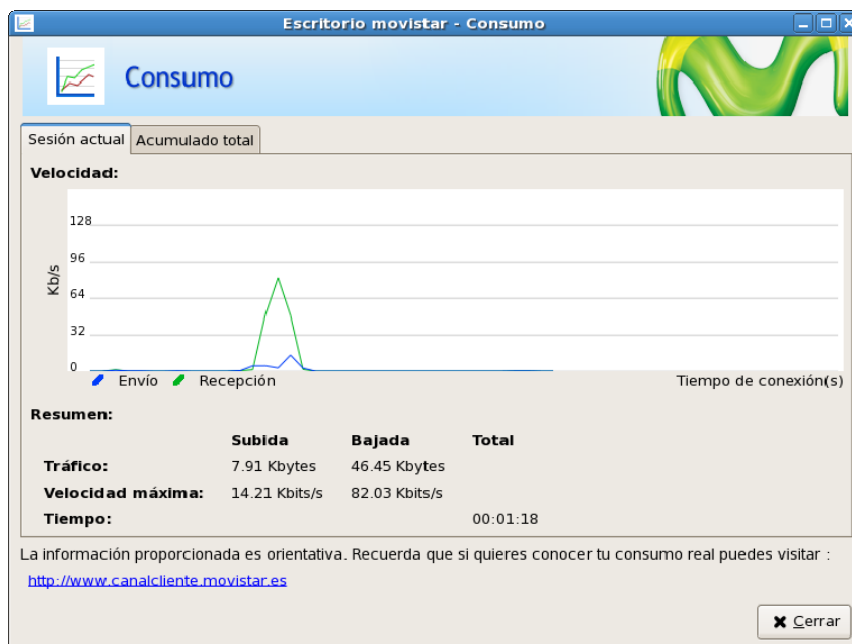 Escritorio movistar - Consumo
Consumo
Sesión actual Acumulado total
Velocidad:
128
96
64
32
0
Kb/s
Envío Recepción Tiempo de conexión(s)
Resumen:
Subida Bajada Total
Tráfico: 7.91 Kbytes 46.45 Kbytes
Velocidad máxima: 14.21 Kbits/s 82.03 Kbits/s
Tiempo: 00:01:18
La información proporcionada es orientativa. Recuerda que si quieres conocer tu consumo real puedes visitar :
http://www.canalcliente.movistar.es
Cerrar